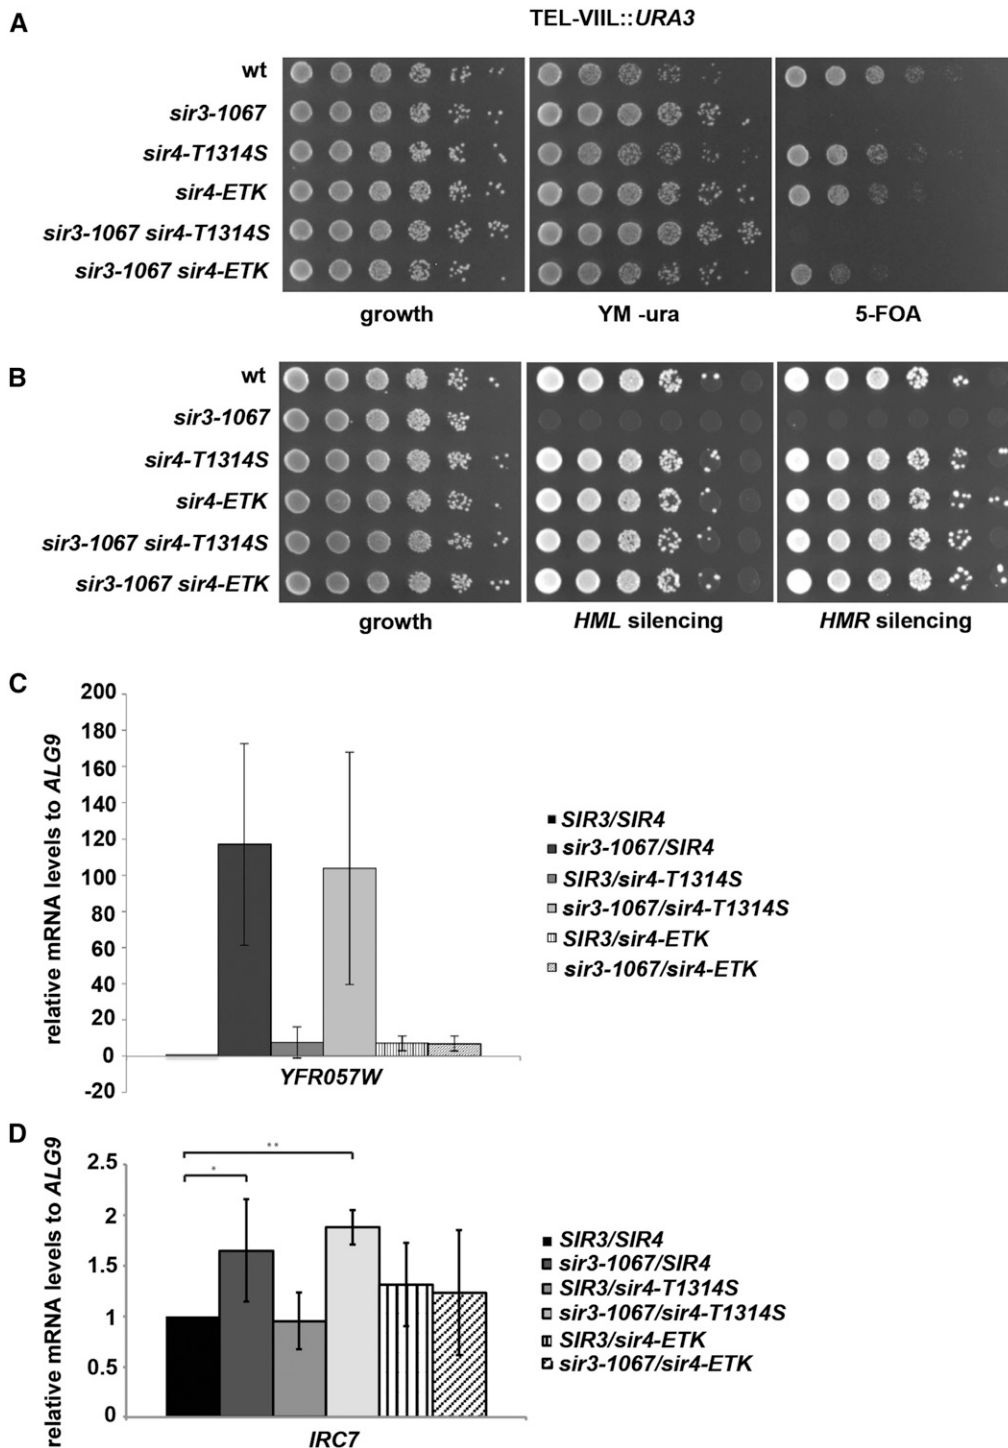 A
TEL-VIIL::URA3
wt
sir3-1067
sir4-T1314S
sir4-ETK
sir3-1067 sir4-T1314S
sir3-1067 sir4-ETK
growth
YM -ura
5-FOA
B
wt
sir3-1067
sir4-T1314S
sir4-ETK
sir3-1067 sir4-T1314S
sir3-1067 sir4-ETK
growth
HML silencing
HMR silencing
C
relative mRNA levels to ALG9
200
180
160
140
120
100
80
60
40
20
0
-20
YFR057W
SIR3/SIR4
sir3-1067/SIR4
SIR3/sir4-T1314S
sir3-1067/sir4-T1314S
SIR3/sir4-ETK
sir3-1067/sir4-ETK
D
relative mRNA levels to ALG9
2.5
2
1.5
1
0.5
0
*
**
IRC7
SIR3/SIR4
sir3-1067/SIR4
SIR3/sir4-T1314S
sir3-1067/sir4-T1314S
SIR3/sir4-ETK
sir3-1067/sir4-ETK